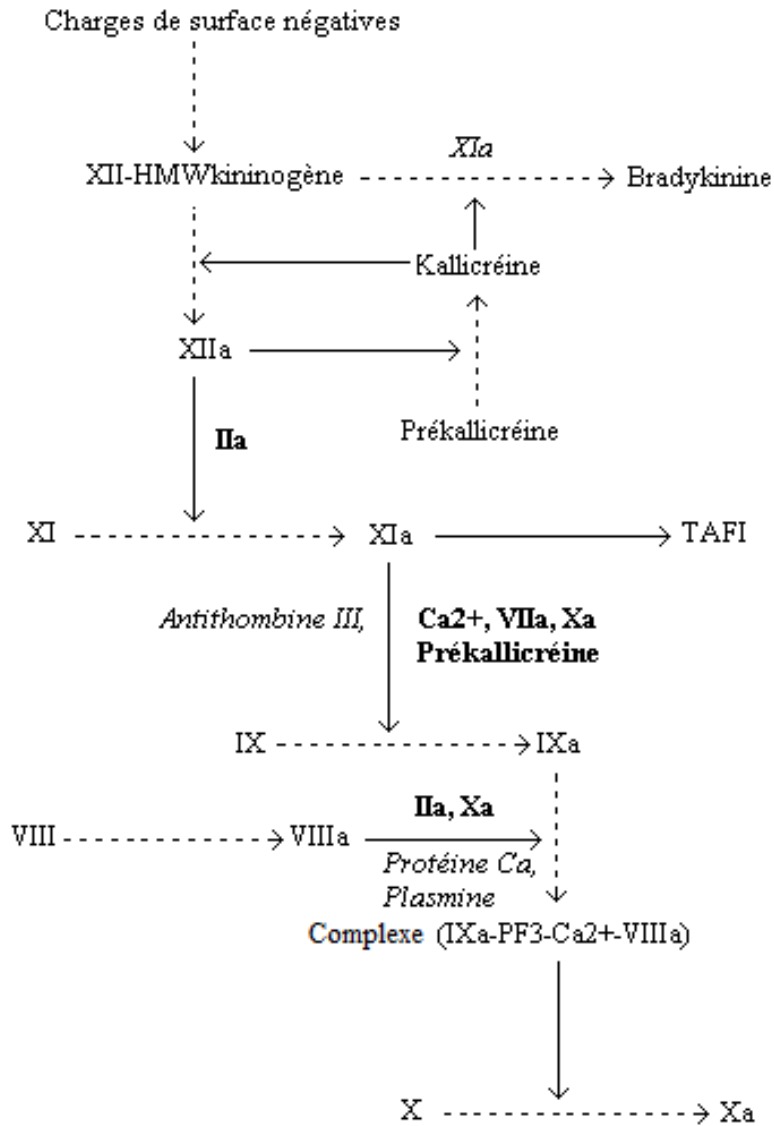 Charges de surface négatives
XIa
XII-HMWkininogène
Bradykinine
Kallicréine
XIIa
Prékallicréine
IIa
XI
XIa
TAFI
Antithombine III,
Ca2+, VIIa, Xa
Prékallicréine
IX
IXa
IIa, Xa
VIII
VIIIa
Protéine Ca,
Plasmine
Complexe (IXa-PF3-Ca2+-VIIIa)
X
Xa